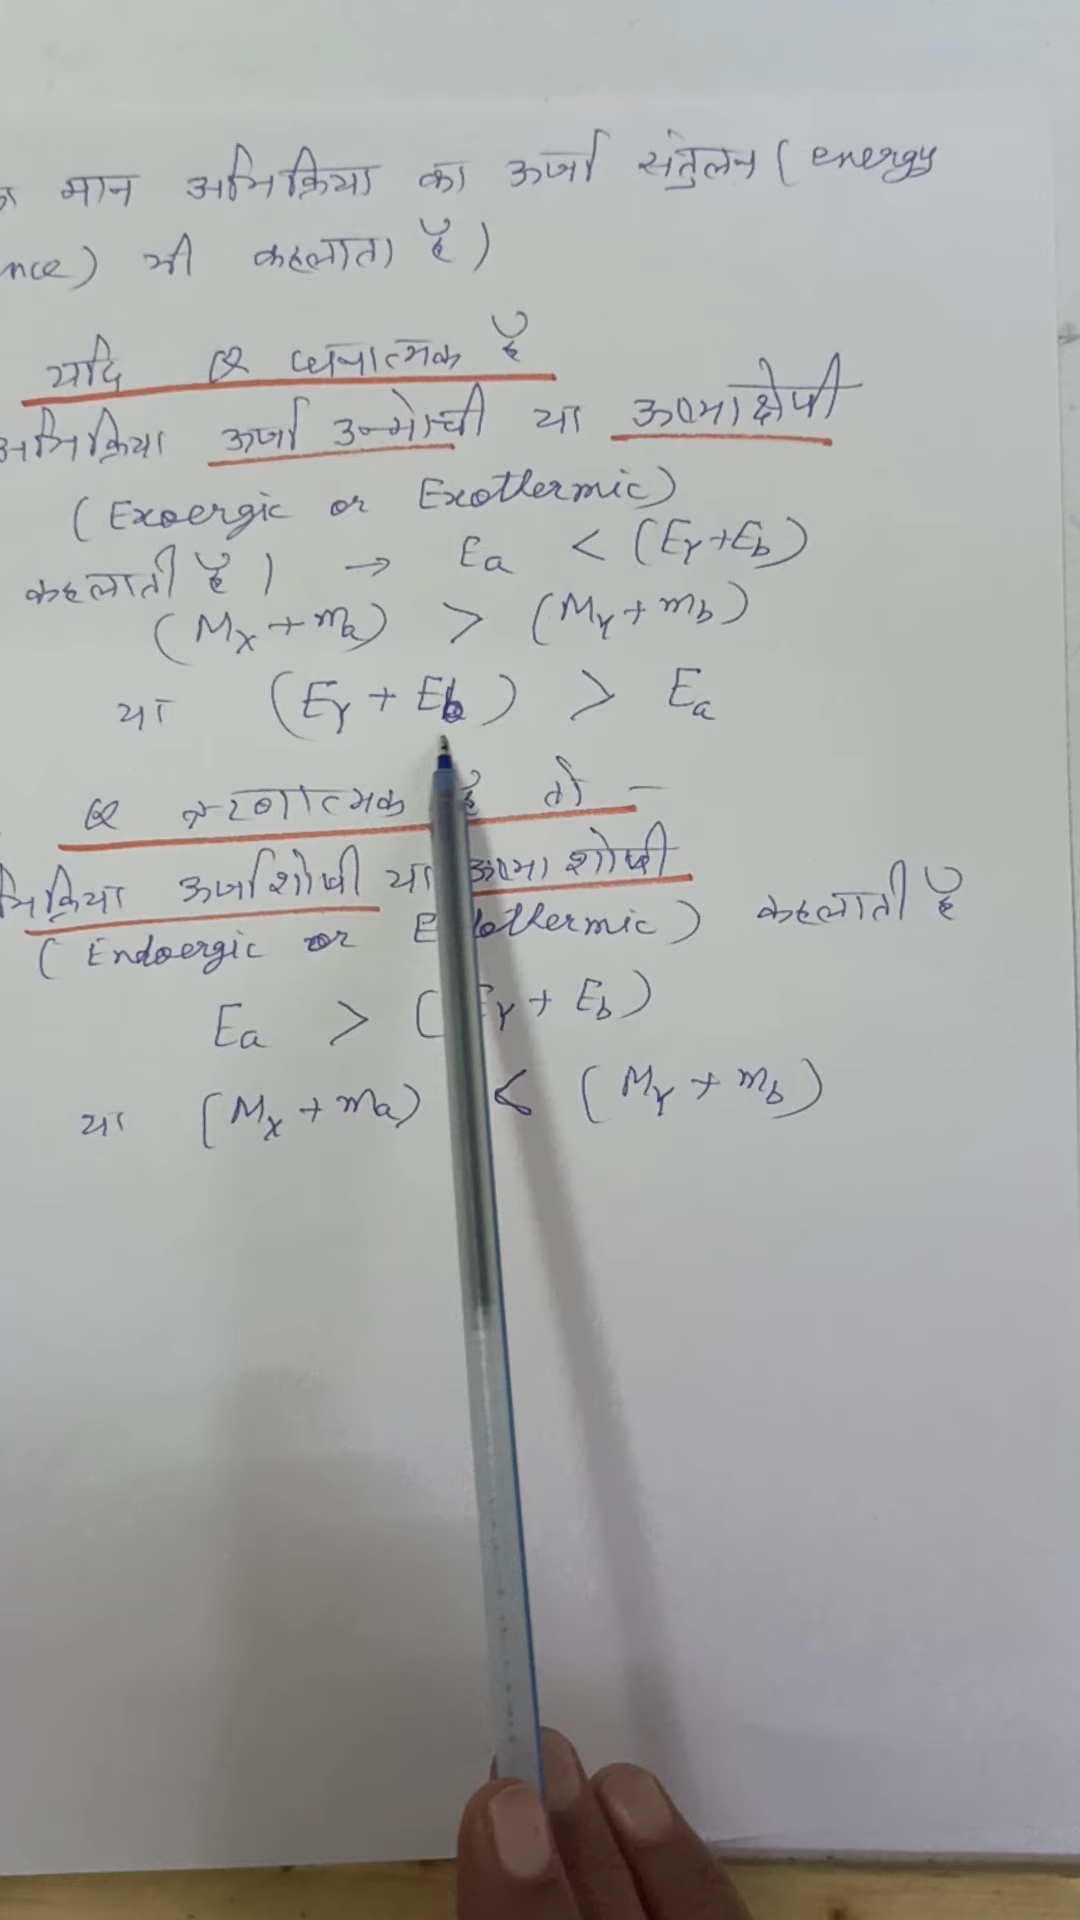 मान अभिक्रिया का ऊर्जा संतुलन ( energy
nce) भी कहलाता है )
यदि Q धनात्मक है
अभिक्रिया ऊर्जा उन्मोची या ऊष्माक्षेपी
( Exoergic or Exothermic )
कहलाती है । → Ea < (EY+Eb)
(MX + ma) > (MY + mb)
या (EY + Eb) > Ea
Q ऋणात्मक है तो –
भिक्रिया ऊर्जाशोषी या ऊष्मा शोषी
( Endoergic or E othermic ) कहलाती है
Ea > (EY + Eb)
या (MX + ma) < (MY + mb)